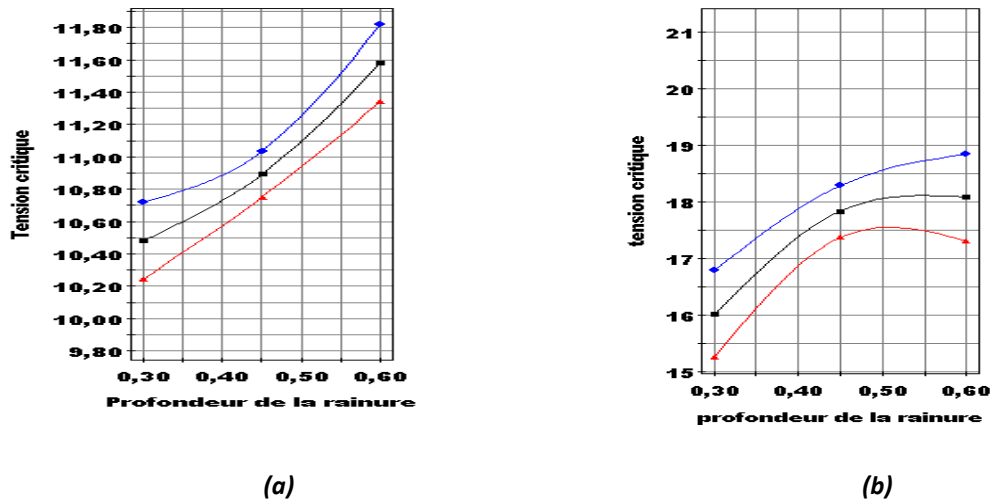 Tension critique
11,80
11,60
11,40
11,20
11,00
10,80
10,60
10,40
10,20
10,00
9,80
0,30 0,40 0,50 0,60
Profondeur de la rainure
(a)
tension critique
21
20
19
18
17
16
15
0,30 0,40 0,50 0,60
profondeur de la rainure
(b)